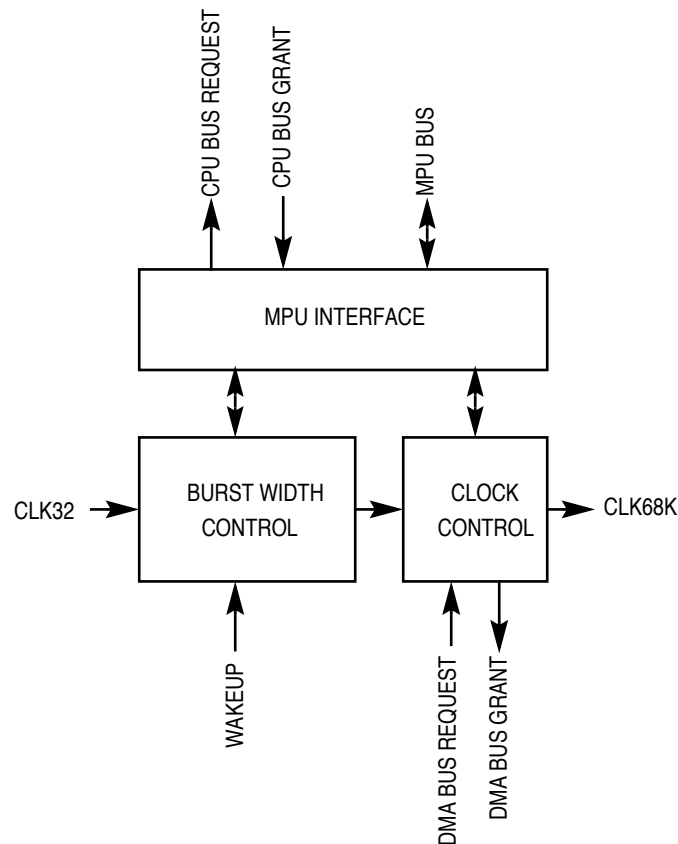 CPU BUS REQUEST
CPU BUS GRANT
MPU BUS
MPU INTERFACE
CLK32
BURST WIDTH
CONTROL
CLOCK
CONTROL
CLK68K
WAKEUP
DMA BUS REQUEST
DMA BUS GRANT